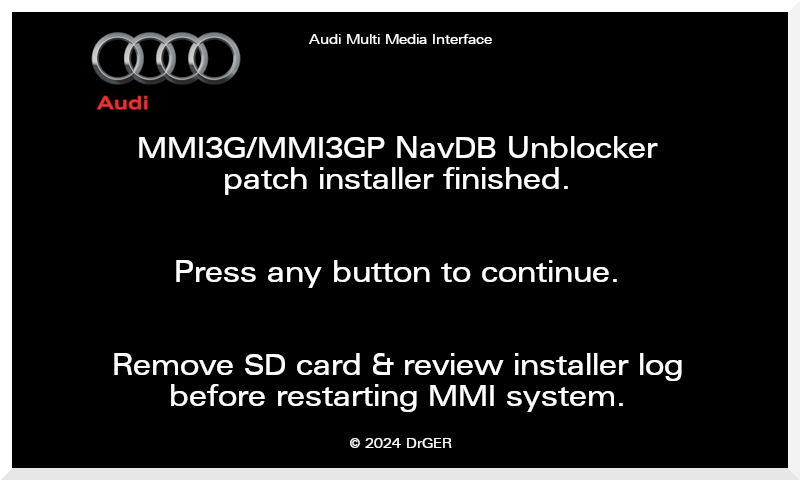 Audi Multi Media Interface
Audi
MMI3G/MMI3GP NavDB Unblocker
patch installer finished.
Press any button to continue.
Remove SD card & review installer log
before restarting MMI system.
© 2024 DrGER